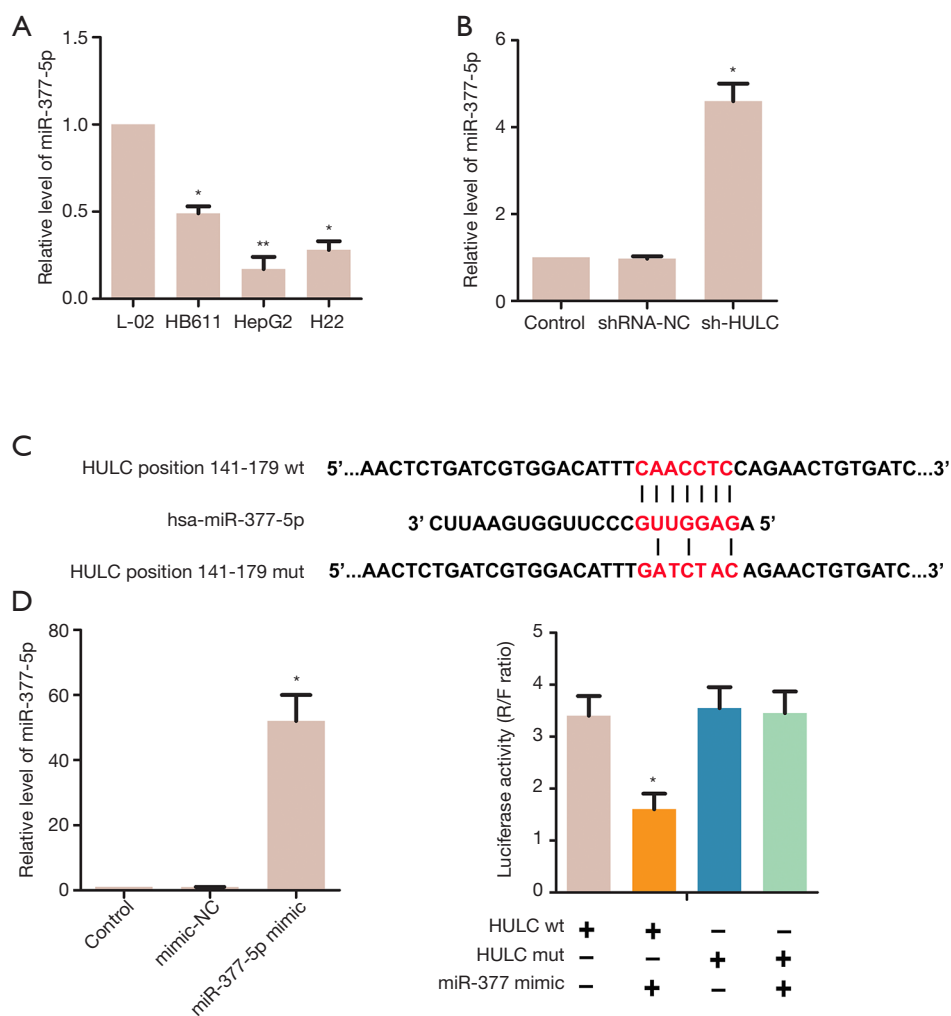 A
Relative level of miR-377-5p
1.5
1.0
0.5
0.0
*
**
*
L-02 HB611 HepG2 H22
B
Relative level of miR-377-5p
6
4
2
0
*
Control shRNA-NC sh-HULC
C
HULC position 141-179 wt 5’...AACTCTGATCGTGGACATTTCAACCTCCAGAACTGTGATC...3’
hsa-miR-377-5p 3’ CUUAAGUGGUUCCCGUUGGAGA 5’
HULC position 141-179 mut 5’...AACTCTGATCGTGGACATTTGATCTAC AGAACTGTGATC...3’
D
Relative level of miR-377-5p
80
60
40
20
0
*
Control
mimic-NC
miR-377-5p mimic
Luciferase activity (R/F ratio)
5
4
3
2
1
0
*
HULC wt + + – –
HULC mut – – + +
miR-377 mimic – + – +